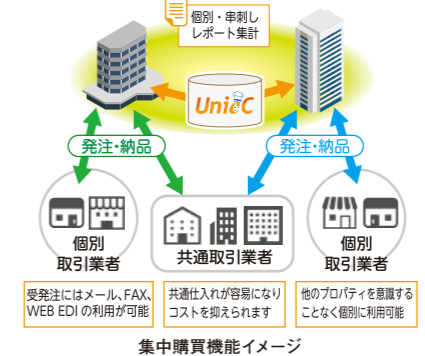 個別・串刺し
レポート集計
UniáC
発注・納品
発注・納品
個別
取引業者
共通取引業者
個別
取引業者
受発注にはメール、FAX、
WEB EDI の利用が可能
共通仕入れが容易になり
コストを抑えられます
他のプロパティを意識する
ことなく個別に利用可能
集中購買機能イメージ